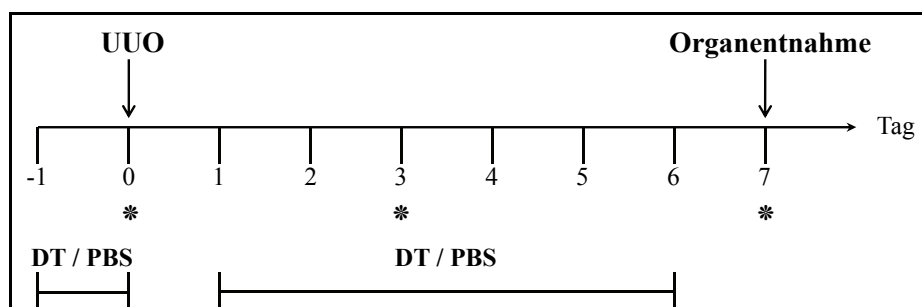 UUO Organentnahme
Tag
-1 0 1 2 3 4 5 6 7
* * *
DT / PBS DT / PBS